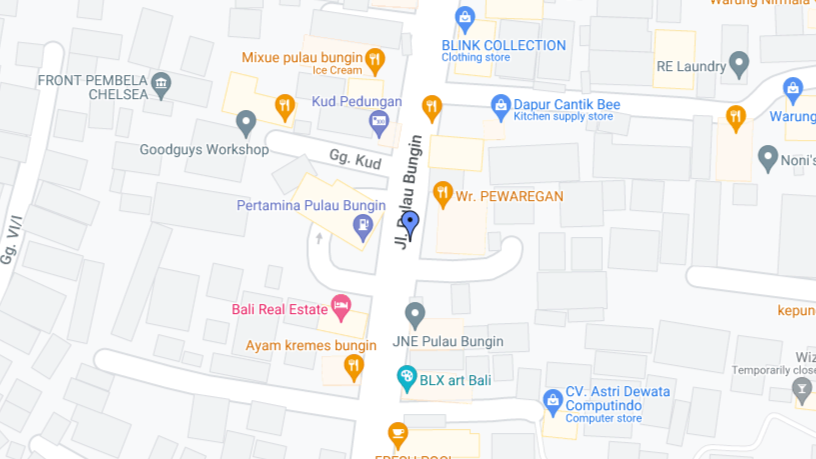 Warung Nirmala
BLINK COLLECTION
Clothing store
Mixue pulau bungin
Ice Cream
RE Laundry
FRONT PEMBELA
CHELSEA
Kud Pedungan
Dapur Cantik Bee
Kitchen supply store
Warung
Goodguys Workshop
Gg. Kud
Jl. Pulau Bungin
Noni's
Wr. PEWAREGAN
Pertamina Pulau Bungin
Gg. VI/I
Bali Real Estate
kepun
JNE Pulau Bungin
Ayam kremes bungin
Wiz
Temporarily close
BLX art Bali
CV. Astri Dewata
Computindo
Computer store